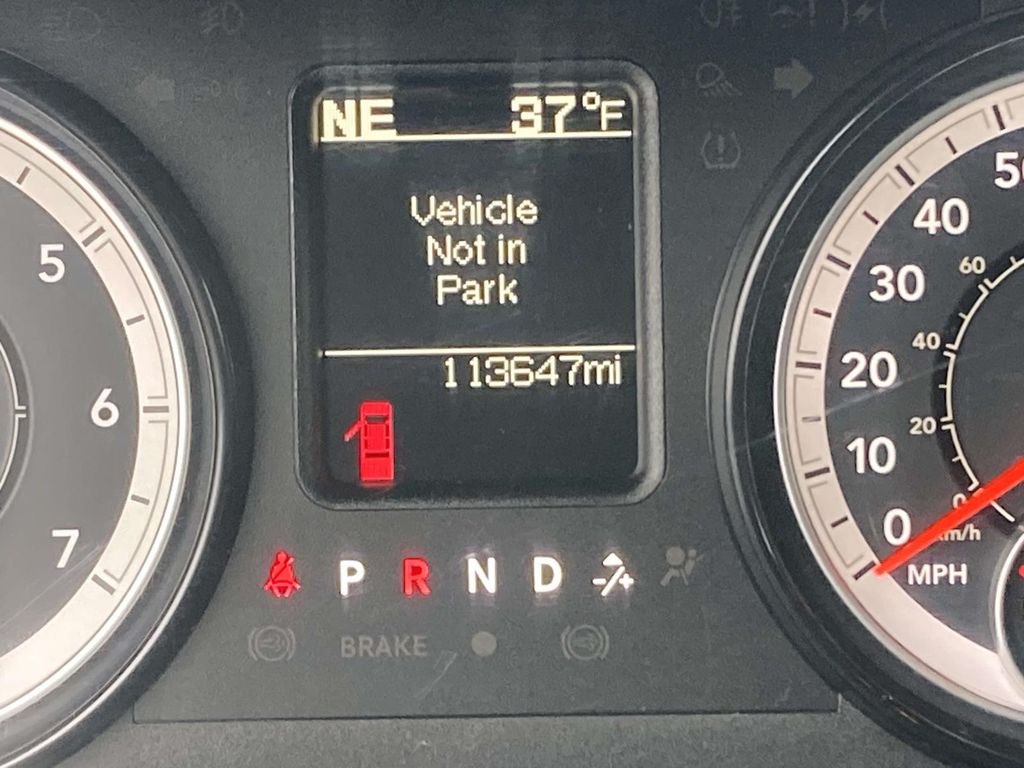 NE 37°F
Vehicle
Not in
Park
113647mi
5
6
7
P R N D -/+
BRAKE
40
30
20
10
0
MPH
60
40
20
0
km/h